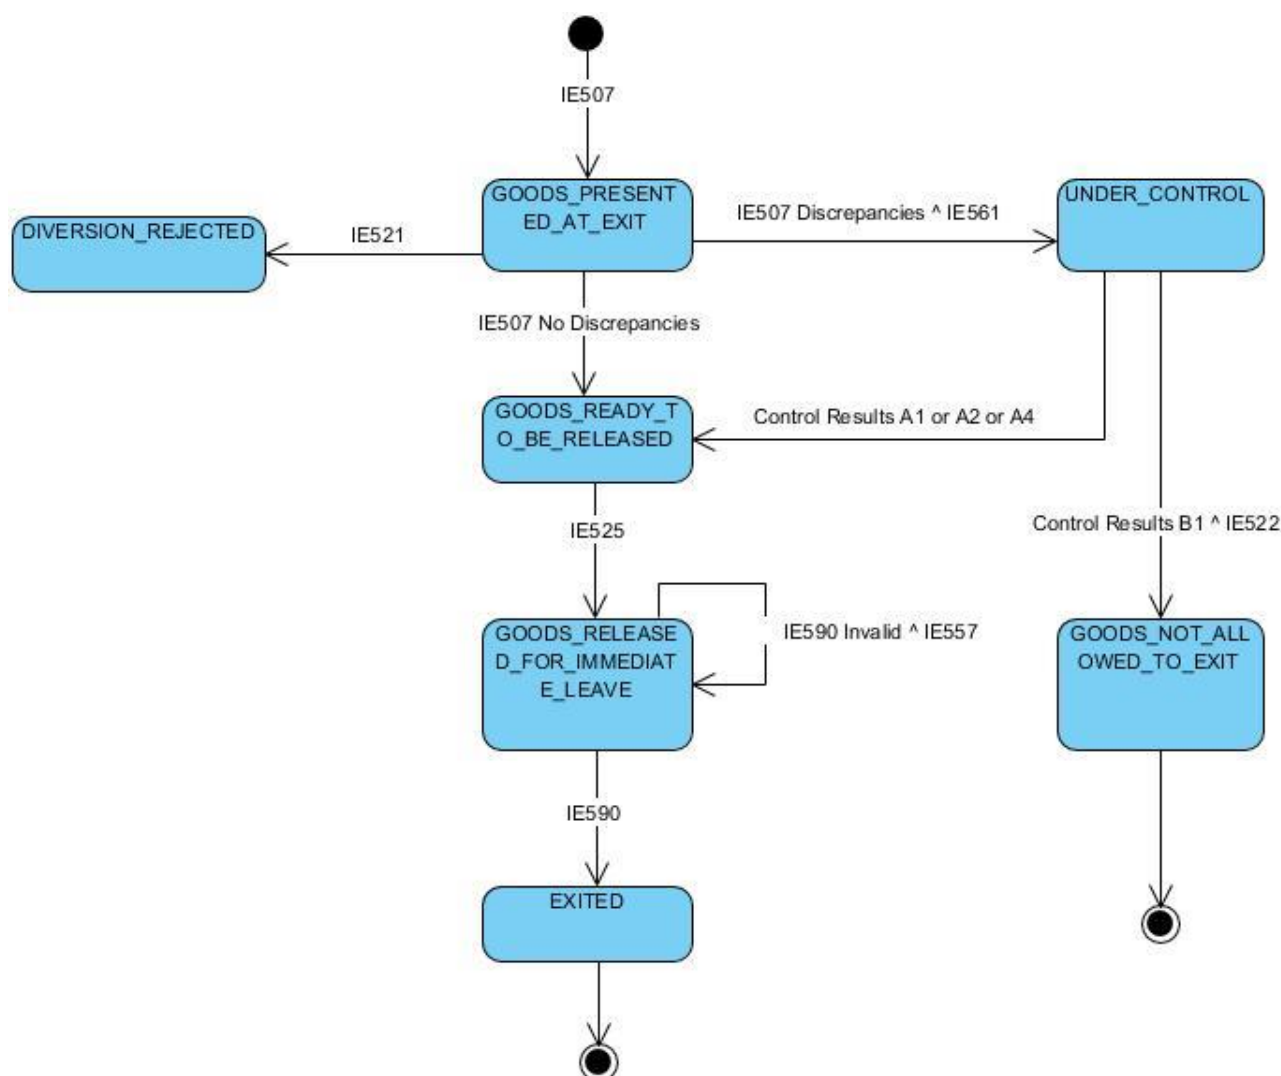 IE507
GOODS_PRESENT
ED_AT_EXIT
UNDER_CONTROL
IE507 Discrepancies ^ IE561
DIVERSION_REJECTED
IE521
IE507 No Discrepancies
GOODS_READY_T
O_BE_RELEASED
Control Results A1 or A2 or A4
IE525
Control Results B1 ^ IE522
GOODS_RELEASE
D_FOR_IMMEDIAT
E_LEAVE
IE590 Invalid ^ IE557
GOODS_NOT_ALL
OWED_TO_EXIT
IE590
EXITED